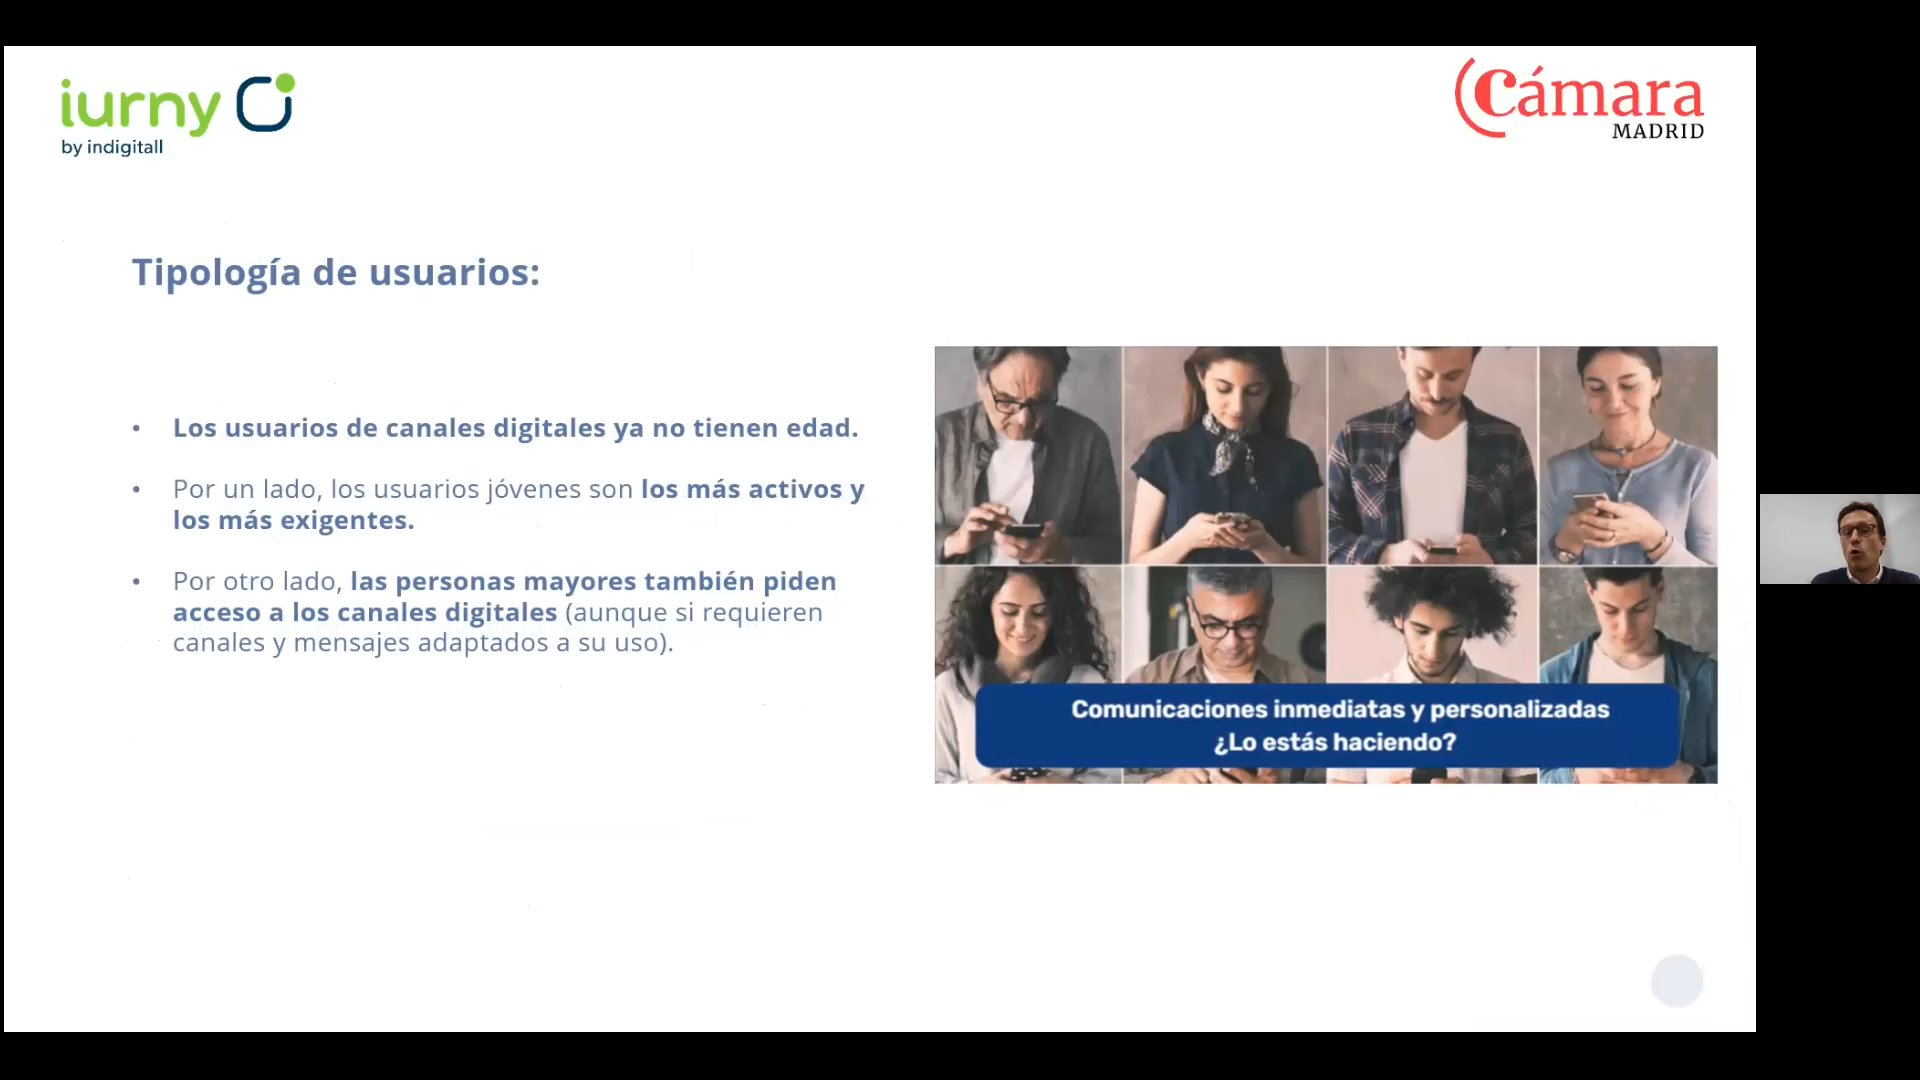 iurny
by indigitall
Cámara
MADRID
Tipología de usuarios:
• Los usuarios de canales digitales ya no tienen edad.
• Por un lado, los usuarios jóvenes son los más activos y
los más exigentes.
• Por otro lado, las personas mayores también piden
acceso a los canales digitales (aunque si requieren
canales y mensajes adaptados a su uso).
Comunicaciones inmediatas y personalizadas
¿Lo estás haciendo?